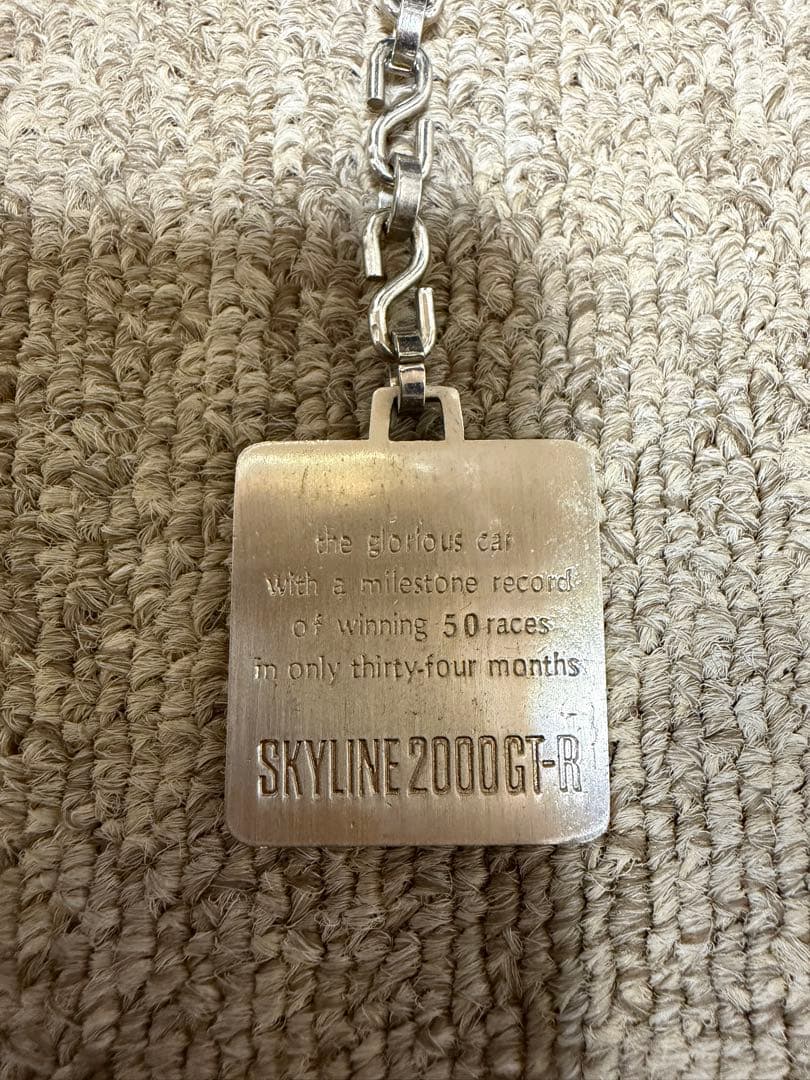 the glorious car
with a milestone record
of winning 50 races
in only thirty-four months
SKYLINE 2000GT-R